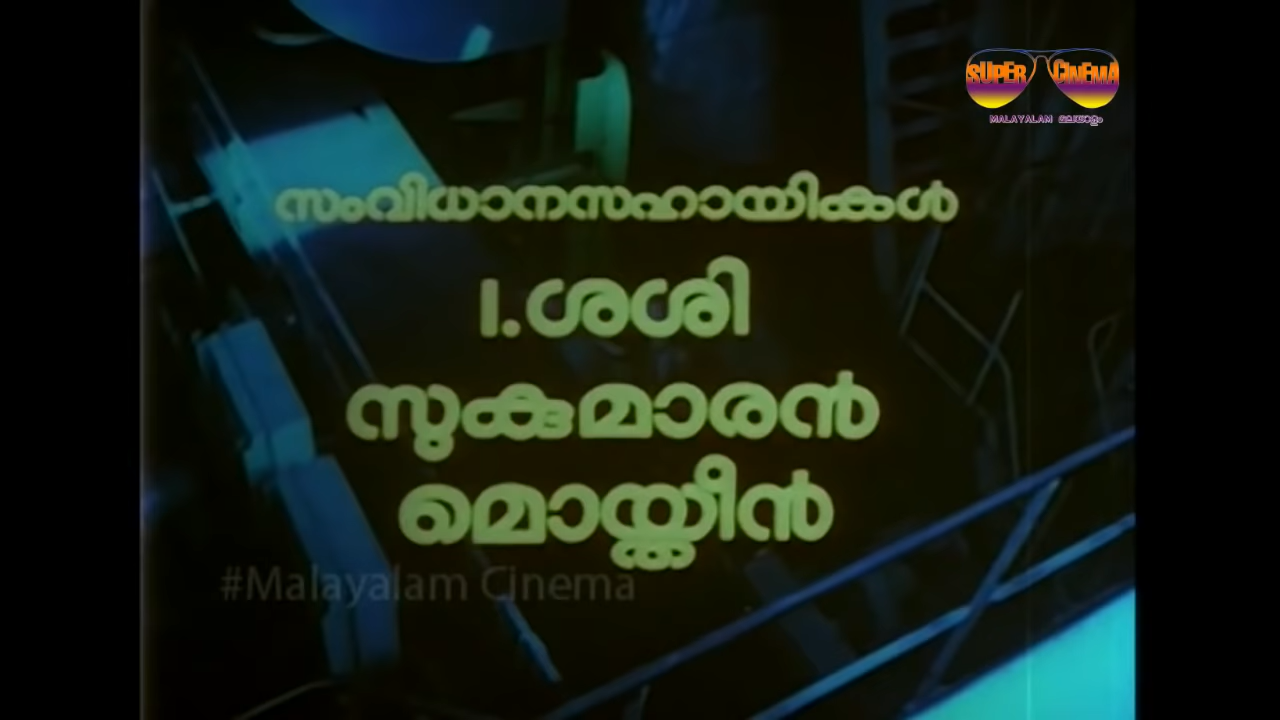 SUPER CINEMA
MALAYALAM മലയാളം
സംവിധാനസഹായികൾ
I.ശശി
സുകുമാരൻ
മൊയ്തീൻ
#Malayalam Cinema